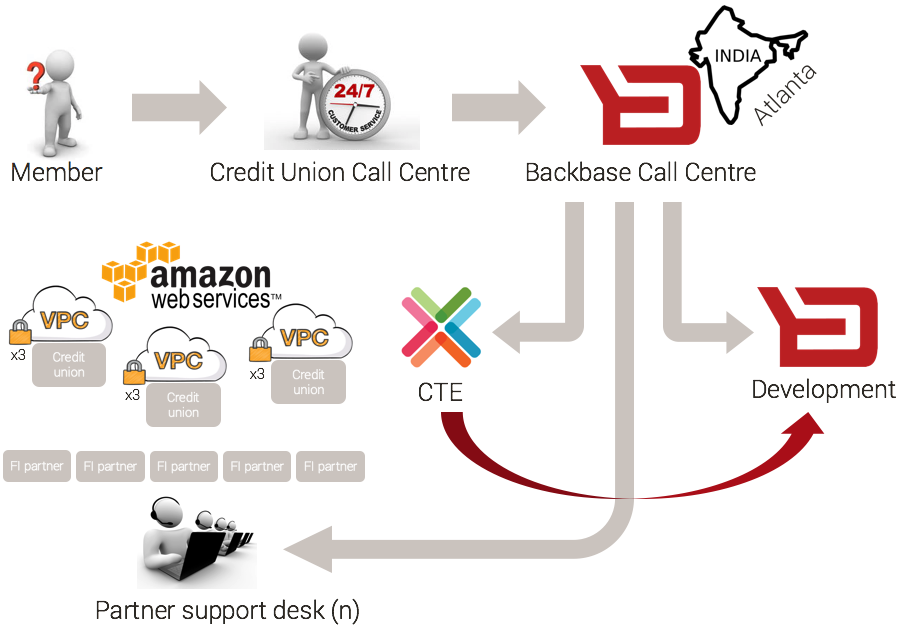 ?
24/7
CUSTOMER SERVICE
INDIA
Atlanta
Member
Credit Union Call Centre
Backbase Call Centre
amazon
web services™
VPC
x3
Credit
union
VPC
x3
Credit
union
VPC
x3
Credit
union
CTE
Development
FI partner
FI partner
FI partner
FI partner
FI partner
Partner support desk (n)